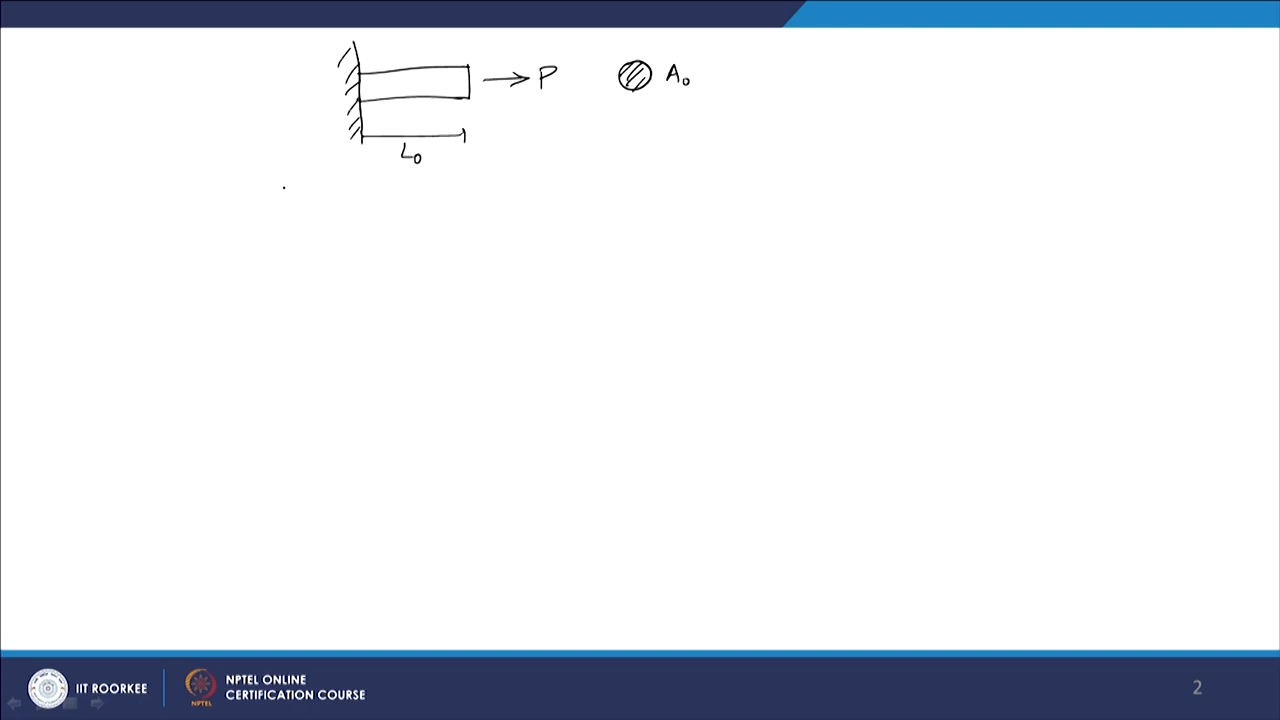 P
A₀
L₀
IIT ROORKEE
NPTEL ONLINE
CERTIFICATION COURSE
NPTEL
2